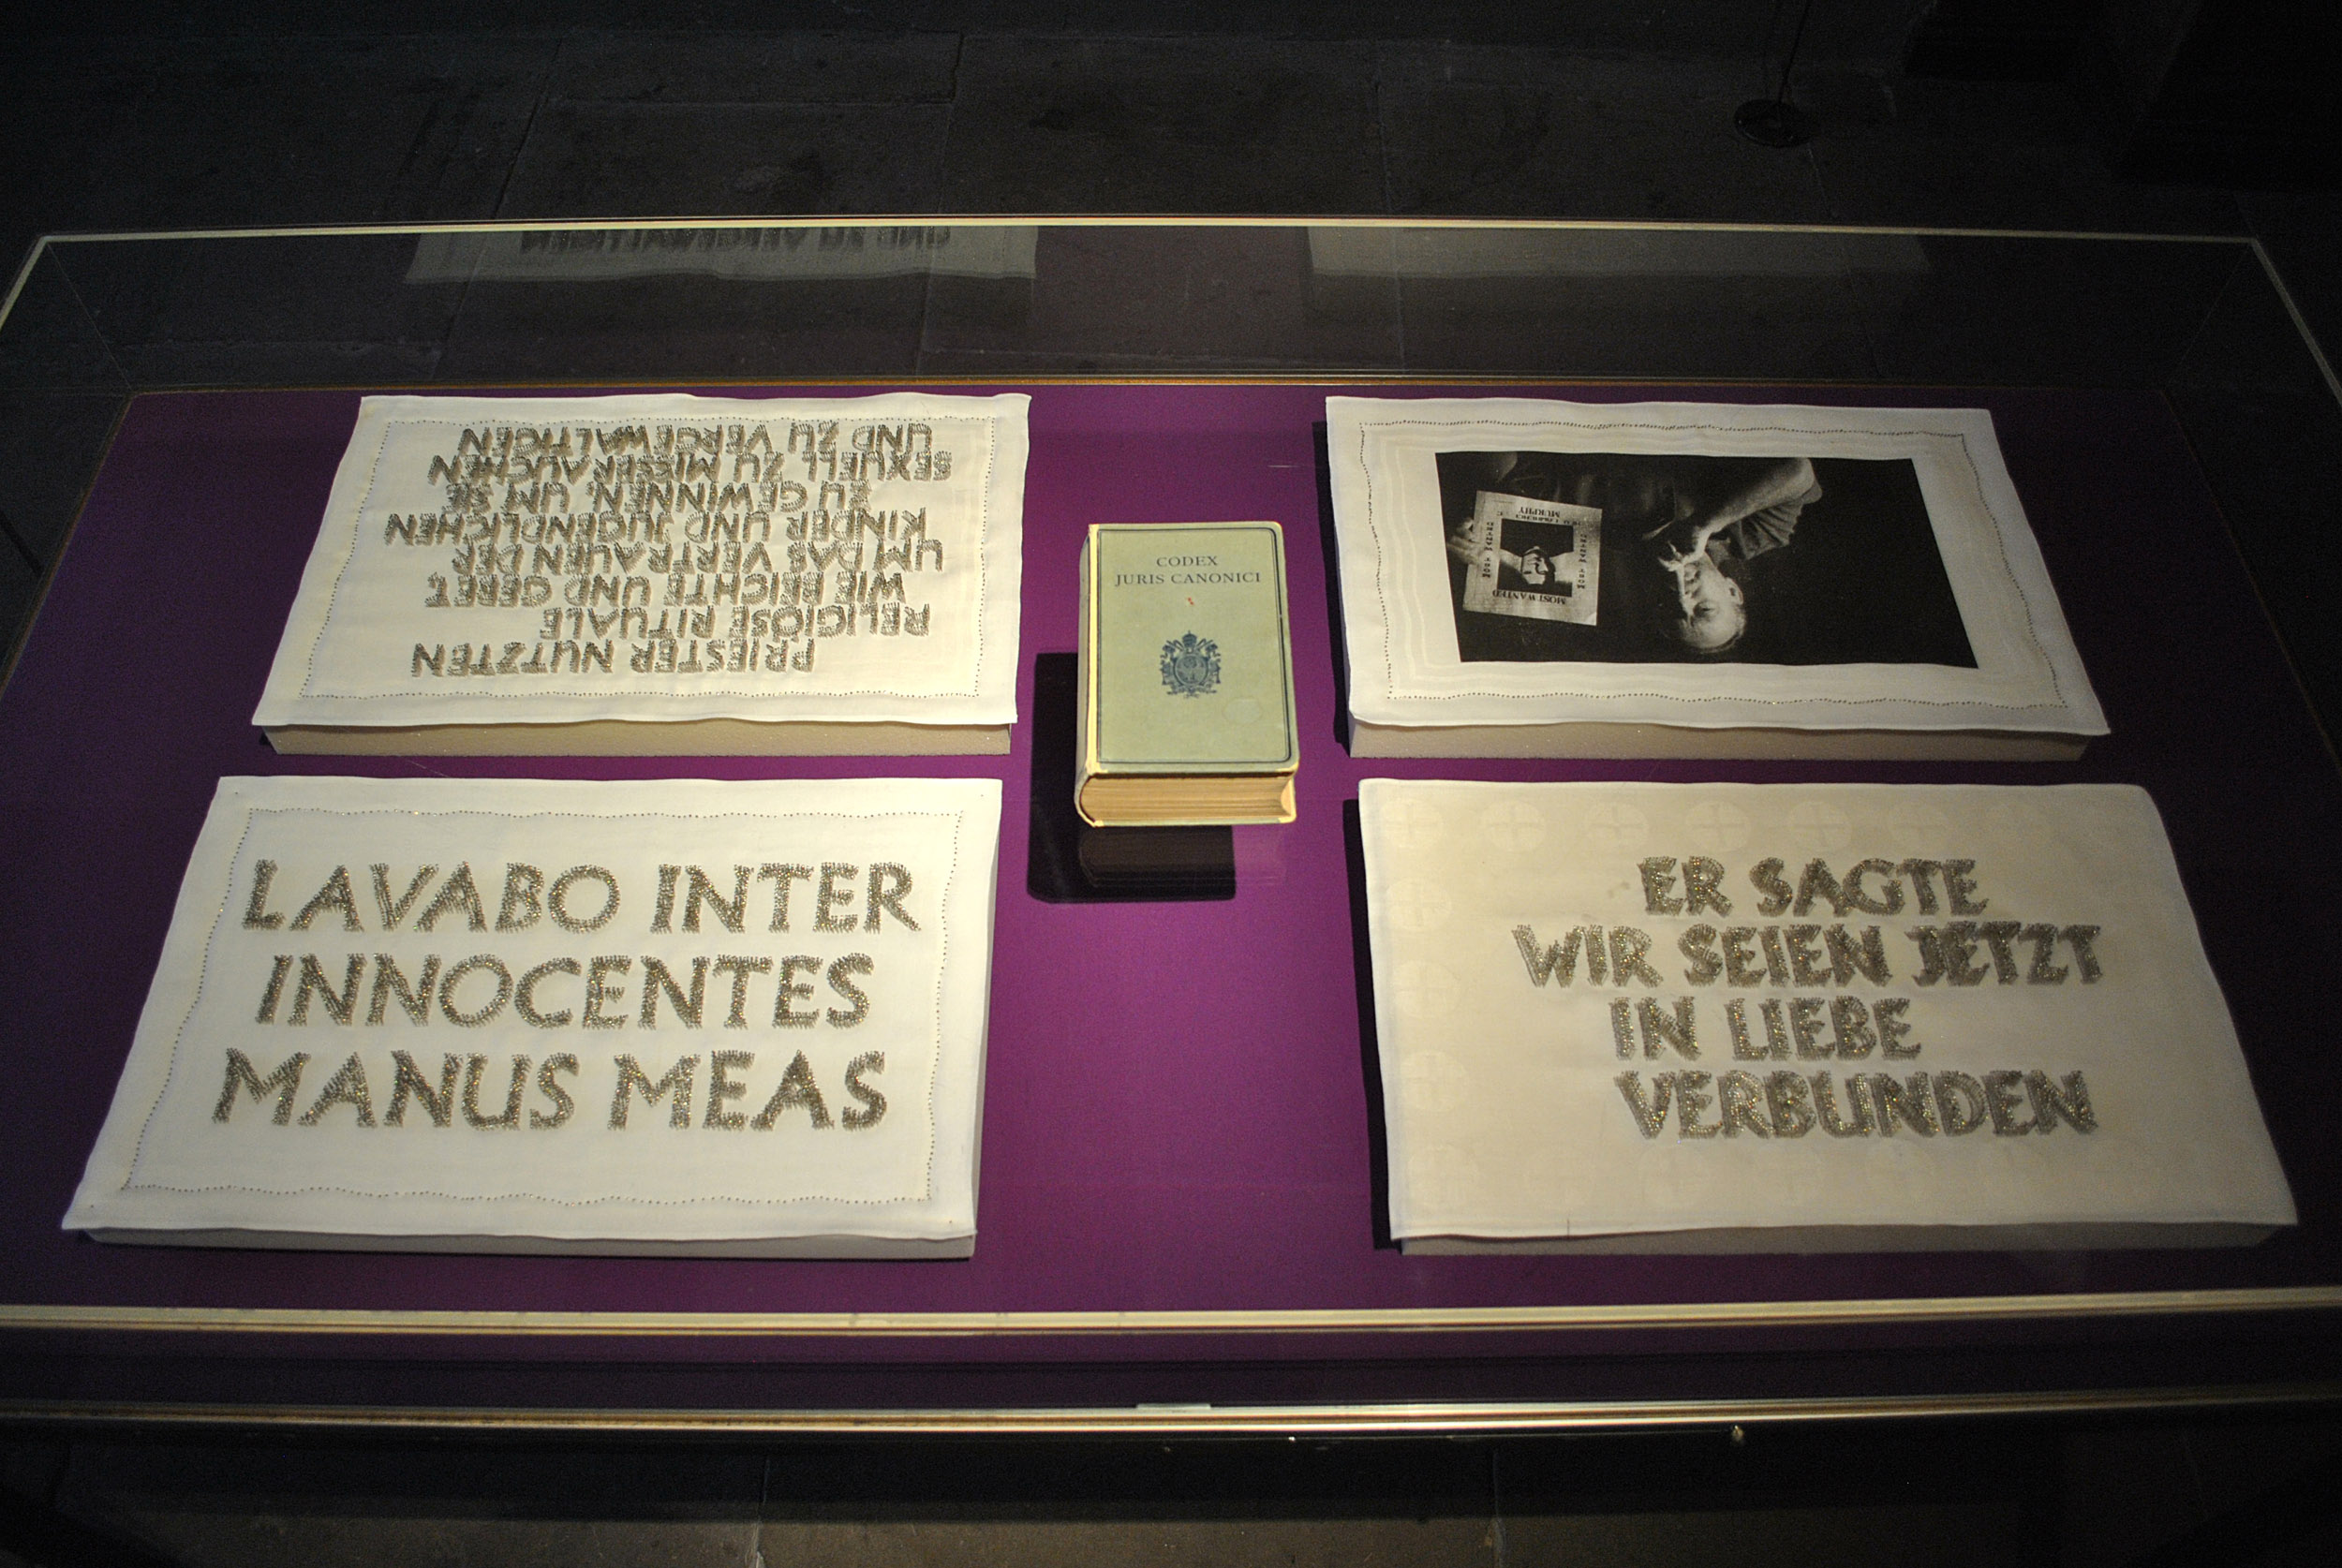 PRIESTER NUTZTEN
RELIGIÖSE RITUALE
WIE BEICHTE UND GEBET,
UM DAS VERTRAUEN DER
KINDER UND JUGENDLICHEN
ZU GEWINNEN, UM SIE
SEXUELL ZU MISSBRAUCHEN
UND ZU VERGEWALTIGEN
MOST WANTED
MURPHY
CODEX
JURIS CANONICI
LAVABO INTER
INNOCENTES
MANUS MEAS
ER SAGTE
WIR SEIEN JETZT
IN LIEBE
VERBUNDEN